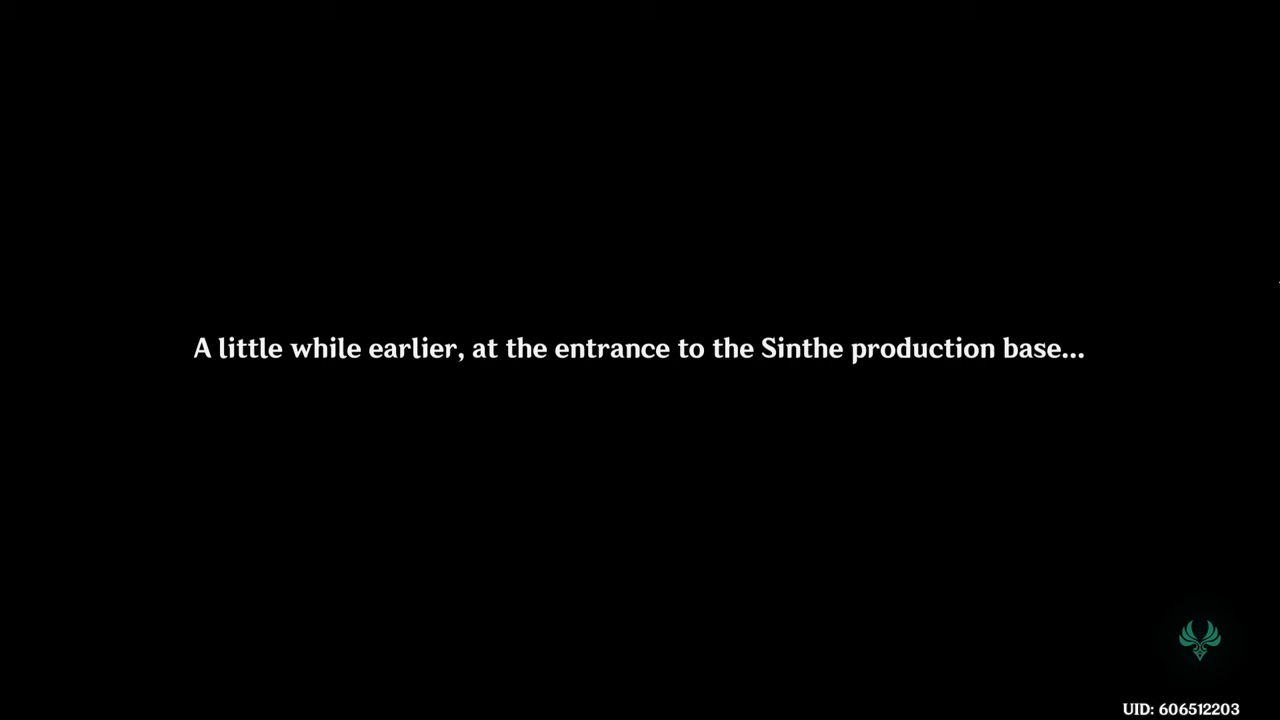 A little while earlier, at the entrance to the Sinthe production base...
UID: 606512203